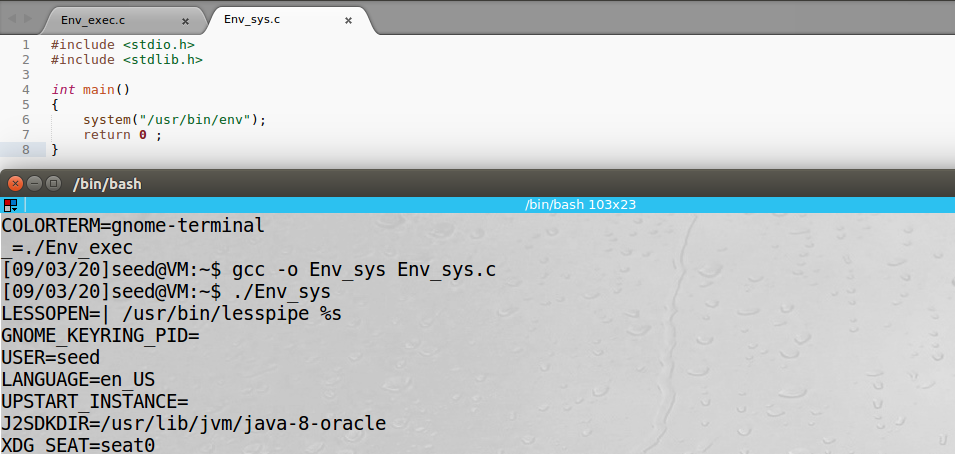 Env_exec.c × Env_sys.c ×
1 #include <stdio.h>
2 #include <stdlib.h>
3
4 int main()
5 {
6 system("/usr/bin/env");
7 return 0 ;
8 }
/bin/bash
/bin/bash 103x23
COLORTERM=gnome-terminal
_=./Env_exec
[09/03/20]seed@VM:~$ gcc -o Env_sys Env_sys.c
[09/03/20]seed@VM:~$ ./Env_sys
LESSOPEN=| /usr/bin/lesspipe %s
GNOME_KEYRING_PID=
USER=seed
LANGUAGE=en_US
UPSTART_INSTANCE=
J2SDKDIR=/usr/lib/jvm/java-8-oracle
XDG_SEAT=seat0